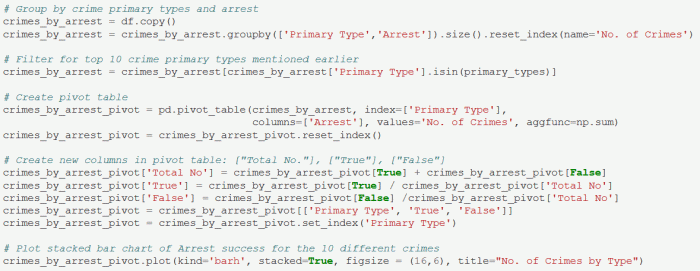 # Group by crime primary types and arrest
crimes_by_arrest = df.copy()
crimes_by_arrest = crimes_by_arrest.groupby(['Primary Type','Arrest']).size().reset_index(name='No. of Crimes')
# Filter for top 10 crime primary types mentioned earlier
crimes_by_arrest = crimes_by_arrest[crimes_by_arrest['Primary Type'].isin(primary_types)]
# Create pivot table
crimes_by_arrest_pivot = pd.pivot_table(crimes_by_arrest, index=['Primary Type'],
columns=['Arrest'], values='No. of Crimes', aggfunc=np.sum)
crimes_by_arrest_pivot = crimes_by_arrest_pivot.reset_index()
# Create new columns in pivot table: ["Total No."], ["True"], ["False"]
crimes_by_arrest_pivot['Total No'] = crimes_by_arrest_pivot[True] + crimes_by_arrest_pivot[False]
crimes_by_arrest_pivot['True'] = crimes_by_arrest_pivot[True] / crimes_by_arrest_pivot['Total No']
crimes_by_arrest_pivot['False'] = crimes_by_arrest_pivot[False] /crimes_by_arrest_pivot['Total No']
crimes_by_arrest_pivot = crimes_by_arrest_pivot[['Primary Type', 'True', 'False']]
crimes_by_arrest_pivot = crimes_by_arrest_pivot.set_index('Primary Type')
# Plot stacked bar chart of Arrest success for the 10 different crimes
crimes_by_arrest_pivot.plot(kind='barh', stacked=True, figsize = (16,6), title="No. of Crimes by Type")